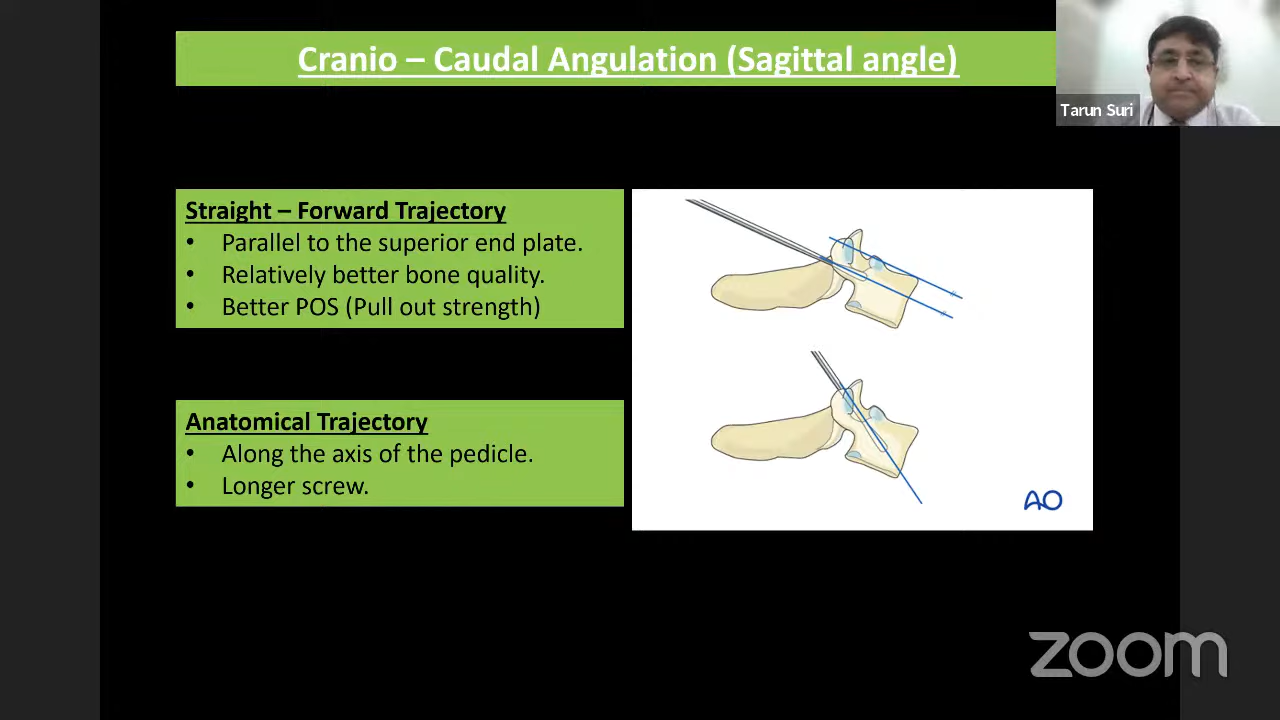 Cranio – Caudal Angulation (Sagittal angle)
Tarun Suri
Straight – Forward Trajectory
• Parallel to the superior end plate.
• Relatively better bone quality.
• Better POS (Pull out strength)
Anatomical Trajectory
• Along the axis of the pedicle.
• Longer screw.
AO
zoom